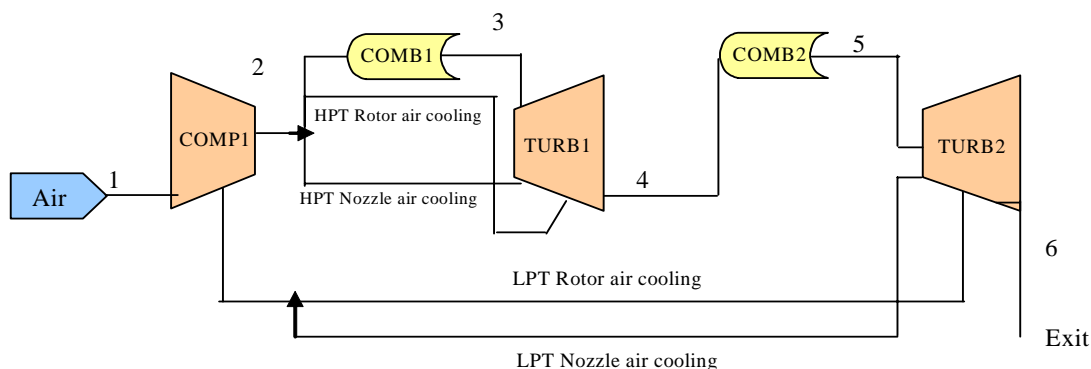 3
COMB1
COMB2
5
2
HPT Rotor air cooling
COMP1
TURB1
TURB2
1
Air
HPT Nozzle air cooling
4
6
LPT Rotor air cooling
Exit
LPT Nozzle air cooling